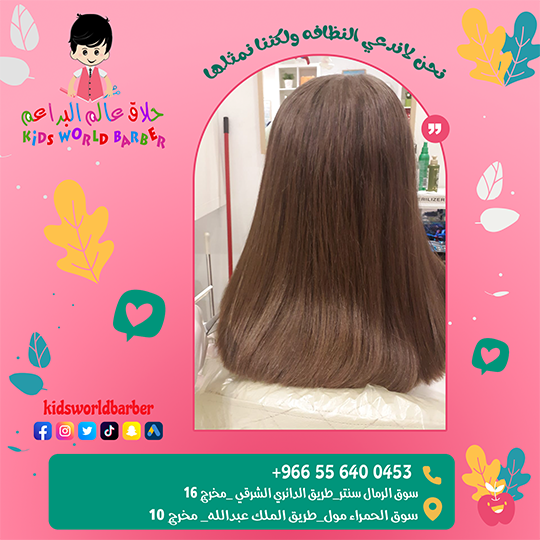 نحن لاندعي النظافه ولكننا نمثلها
حلاق عالم البراعم
KIDS WORLD BARBER
ERILIZER
kidsworldbarber
+966 55 640 0453
سوق الرمال سنتر_طريق الدائري الشرقي _مخرج 16
سوق الحمراء مول_طريق الملك عبدالله_ مخرج 10